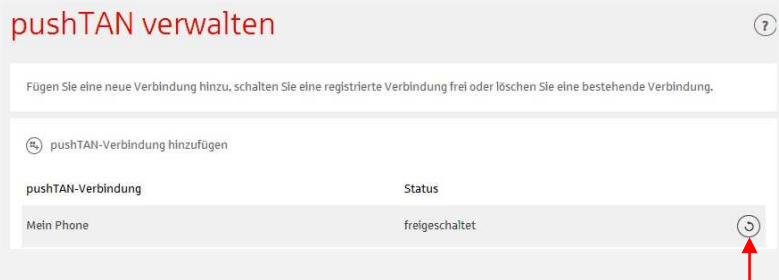 pushTAN verwalten
?
Fügen Sie eine neue Verbindung hinzu, schalten Sie eine registrierte Verbindung frei oder löschen Sie eine bestehende Verbindung.
pushTAN-Verbindung hinzufügen
pushTAN-Verbindung Status
Mein Phone freigeschaltet